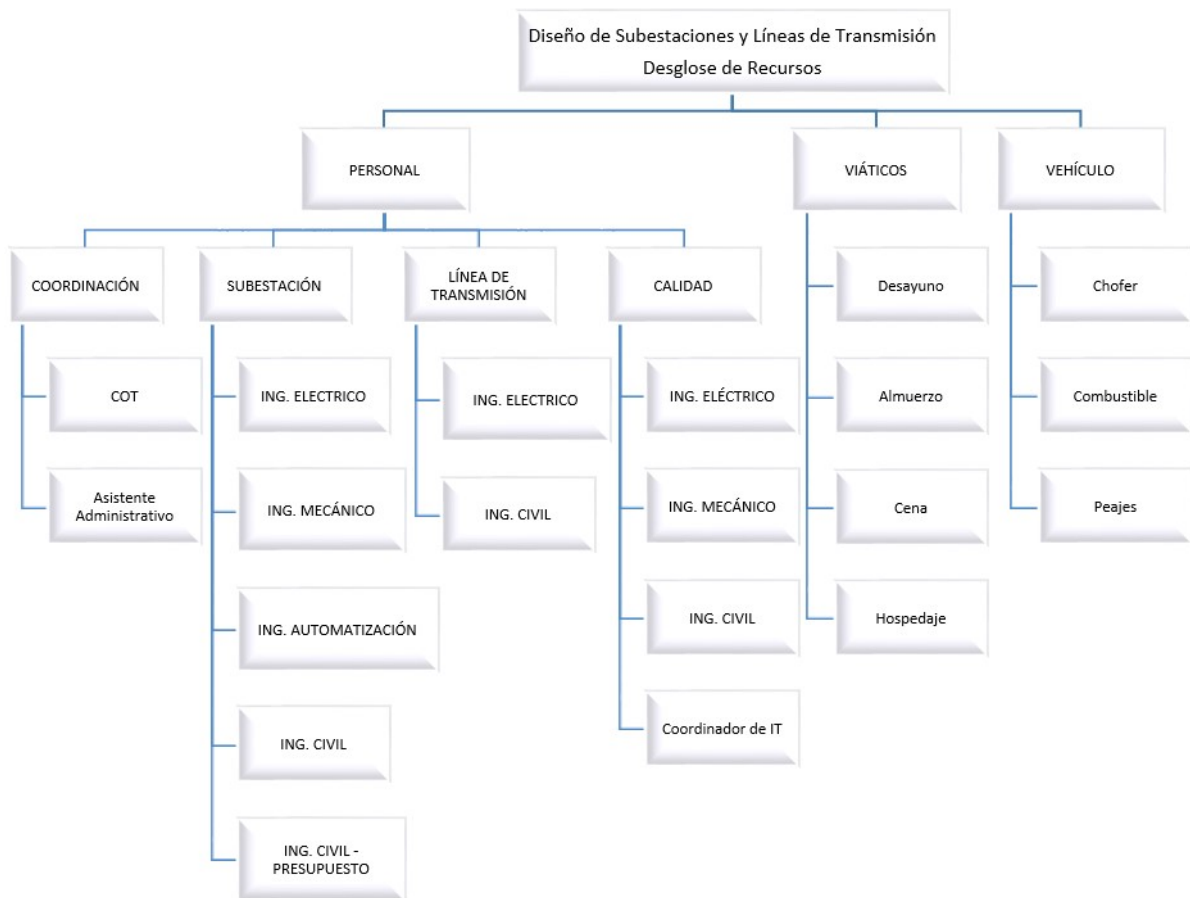 Diseño de Subestaciones y Líneas de Transmisión
Desglose de Recursos
PERSONAL
VIÁTICOS
VEHÍCULO
COORDINACIÓN
SUBESTACIÓN
LÍNEA DE
TRANSMISIÓN
CALIDAD
Desayuno
Chofer
COT
ING. ELECTRICO
ING. ELECTRICO
ING. ELÉCTRICO
Almuerzo
Combustible
Asistente
Administrativo
ING. MECÁNICO
ING. CIVIL
ING. MECÁNICO
Cena
Peajes
ING. AUTOMATIZACIÓN
ING. CIVIL
Hospedaje
ING. CIVIL
Coordinador de IT
ING. CIVIL -
PRESUPUESTO